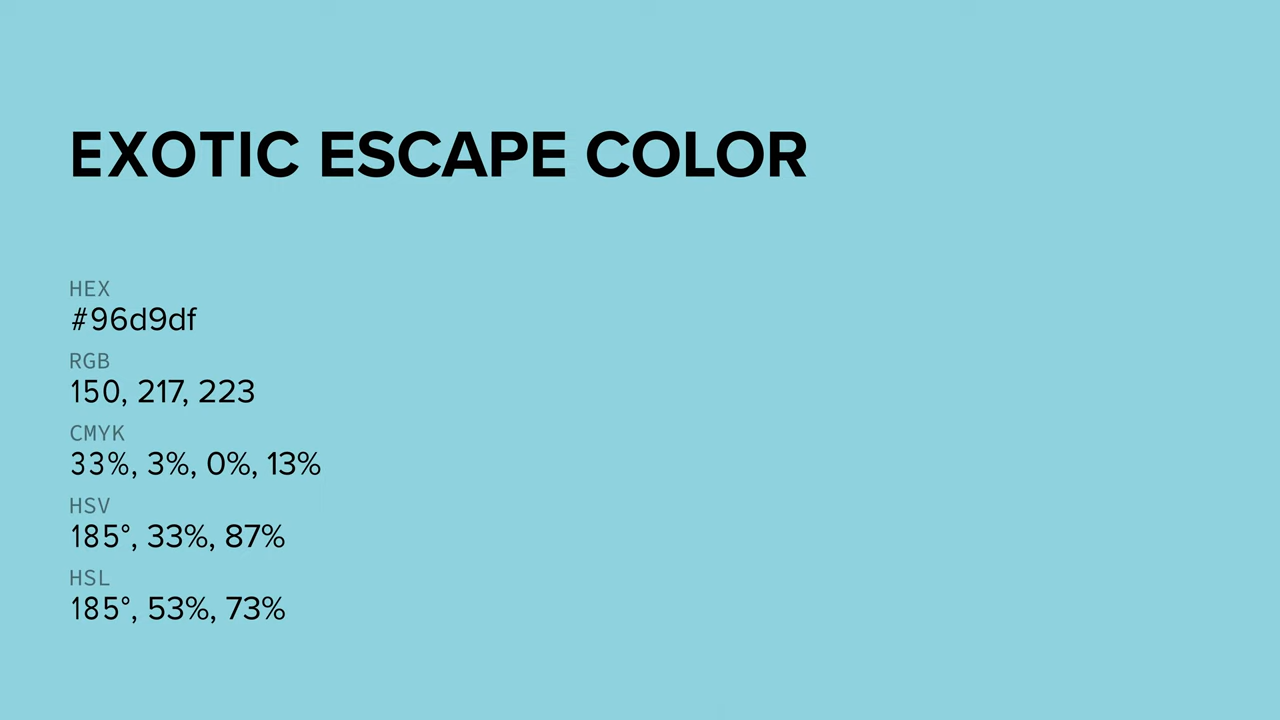 EXOTIC ESCAPE COLOR
HEX
#96d9df
RGB
150, 217, 223
CMYK
33%, 3%, 0%, 13%
HSV
185°, 33%, 87%
HSL
185°, 53%, 73%